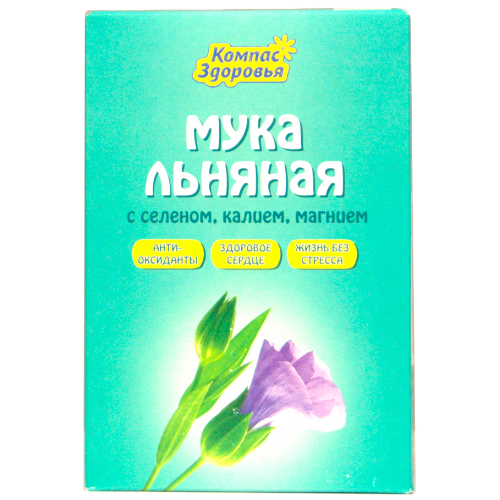 Компас
Здоровья
МУКА
ЛЬНЯНАЯ
С СЕЛЕНОМ, КАЛИЕМ, МАГНИЕМ
АНТИ-
ОКСИДАНТЫ
ЗДОРОВОЕ
СЕРДЦЕ
ЖИЗНЬ БЕЗ
СТРЕССА